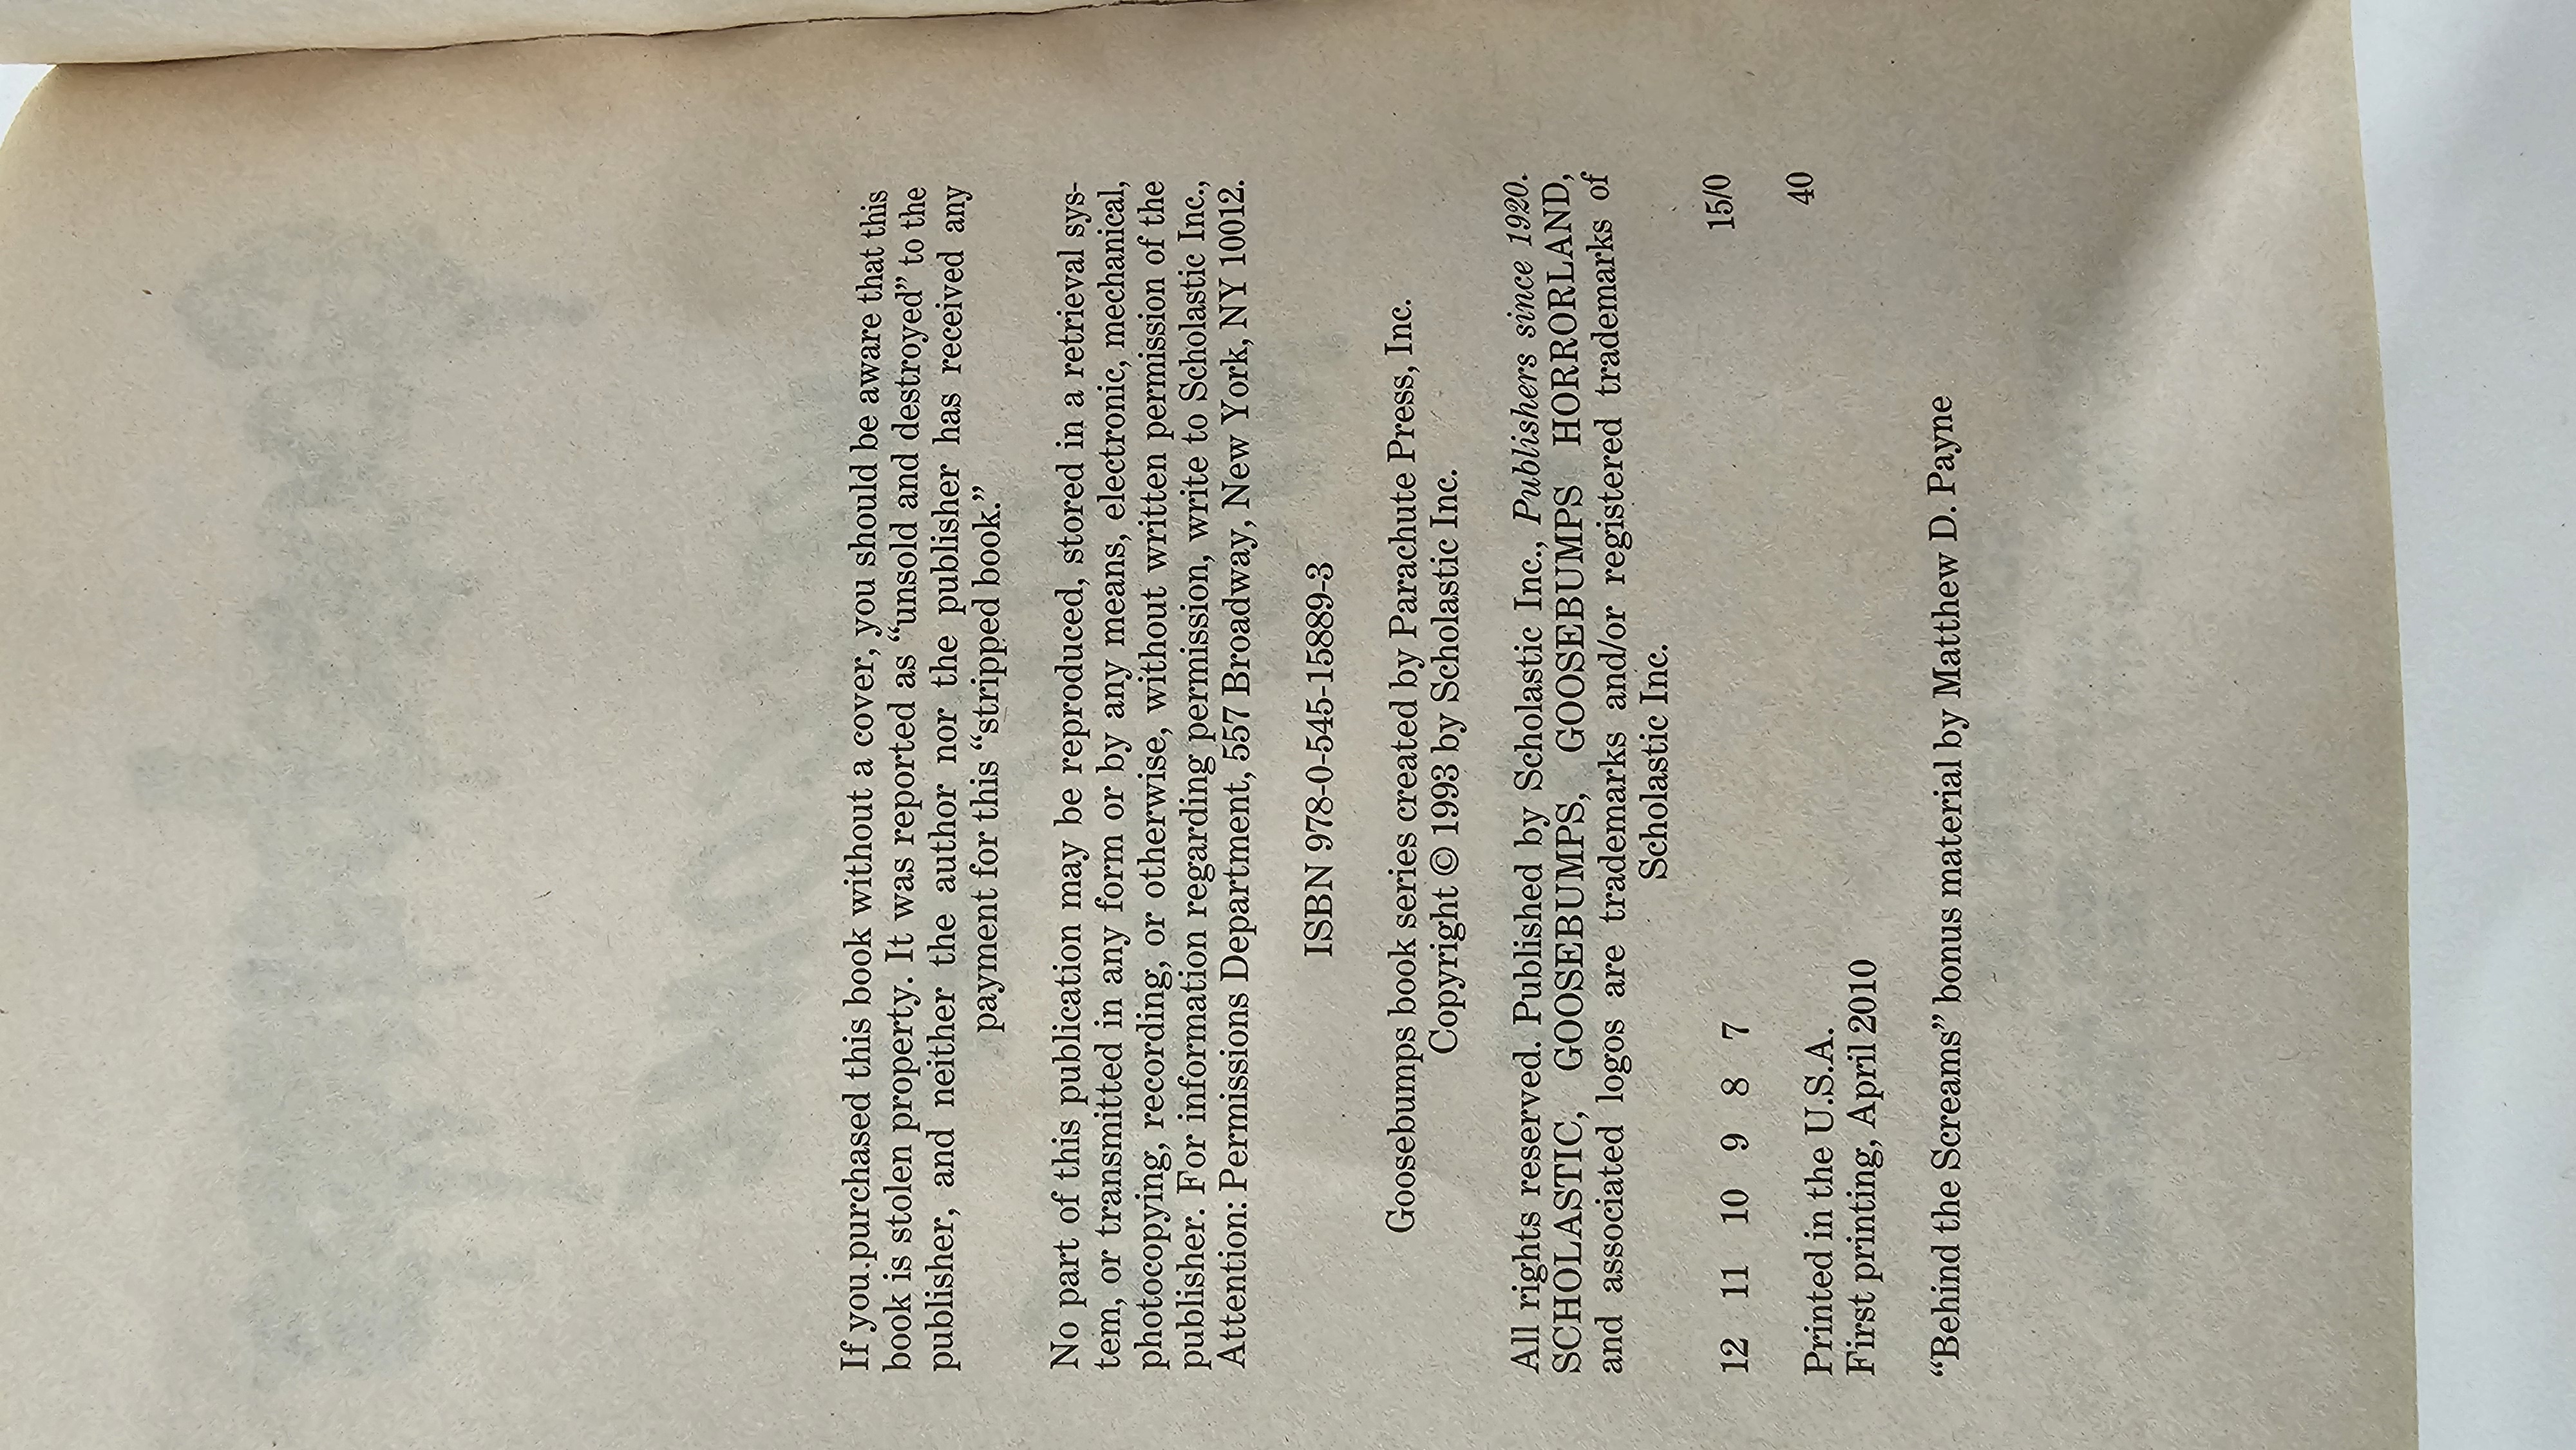 If you.purchased this book without a cover, you should be aware that this
book is stolen property. It was reported as “unsold and destroyed” to the
publisher, and neither the author nor the publisher has received any
payment for this “stripped book.”
No part of this publication may be reproduced, stored in a retrieval sys-
tem, or transmitted in any form or by any means, electronic, mechanical,
photocopying, recording, or otherwise, without written permission of the
publisher. For information regarding permission, write to Scholastic Inc.,
Attention: Permissions Department, 557 Broadway, New York, NY 10012.
ISBN 978-0-545-15889-3
Goosebumps book series created by Parachute Press, Inc.
Copyright © 1993 by Scholastic Inc.
All rights reserved. Published by Scholastic Inc., Publishers since 1920.
SCHOLASTIC, GOOSEBUMPS, GOOSEBUMPS HORRORLAND,
and associated logos are trademarks and/or registered trademarks of
Scholastic Inc.
12 11 10 9 8 7 15/0
40
Printed in the U.S.A.
First printing, April 2010
“Behind the Screams” bonus material by Matthew D. Payne